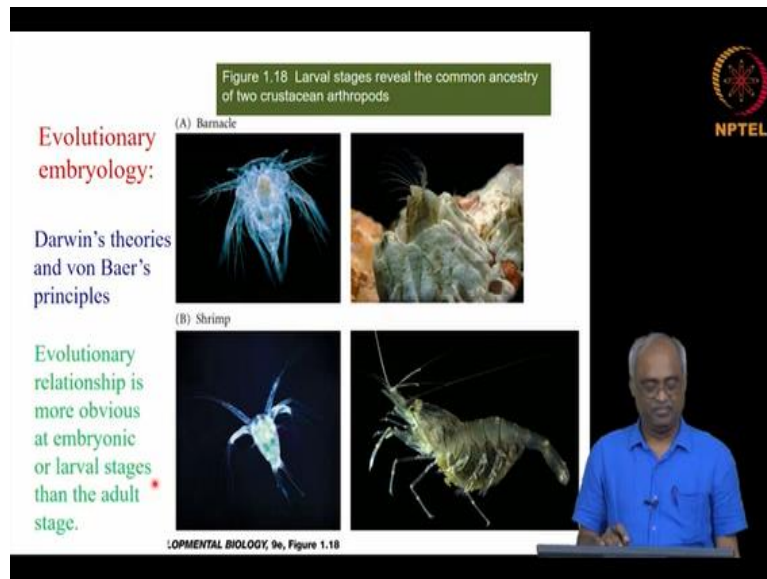 Figure 1.18 Larval stages reveal the common ancestry
of two crustacean arthropods
(A) Barnacle
Evolutionary
embryology:
Darwin's theories
and von Baer's
principles
(B) Shrimp
Evolutionary
relationship is
more obvious
at embryonic
or larval stages
than the adult
stage.
LOPMENTAL BIOLOGY, 9e, Figure 1.18
NPTEL